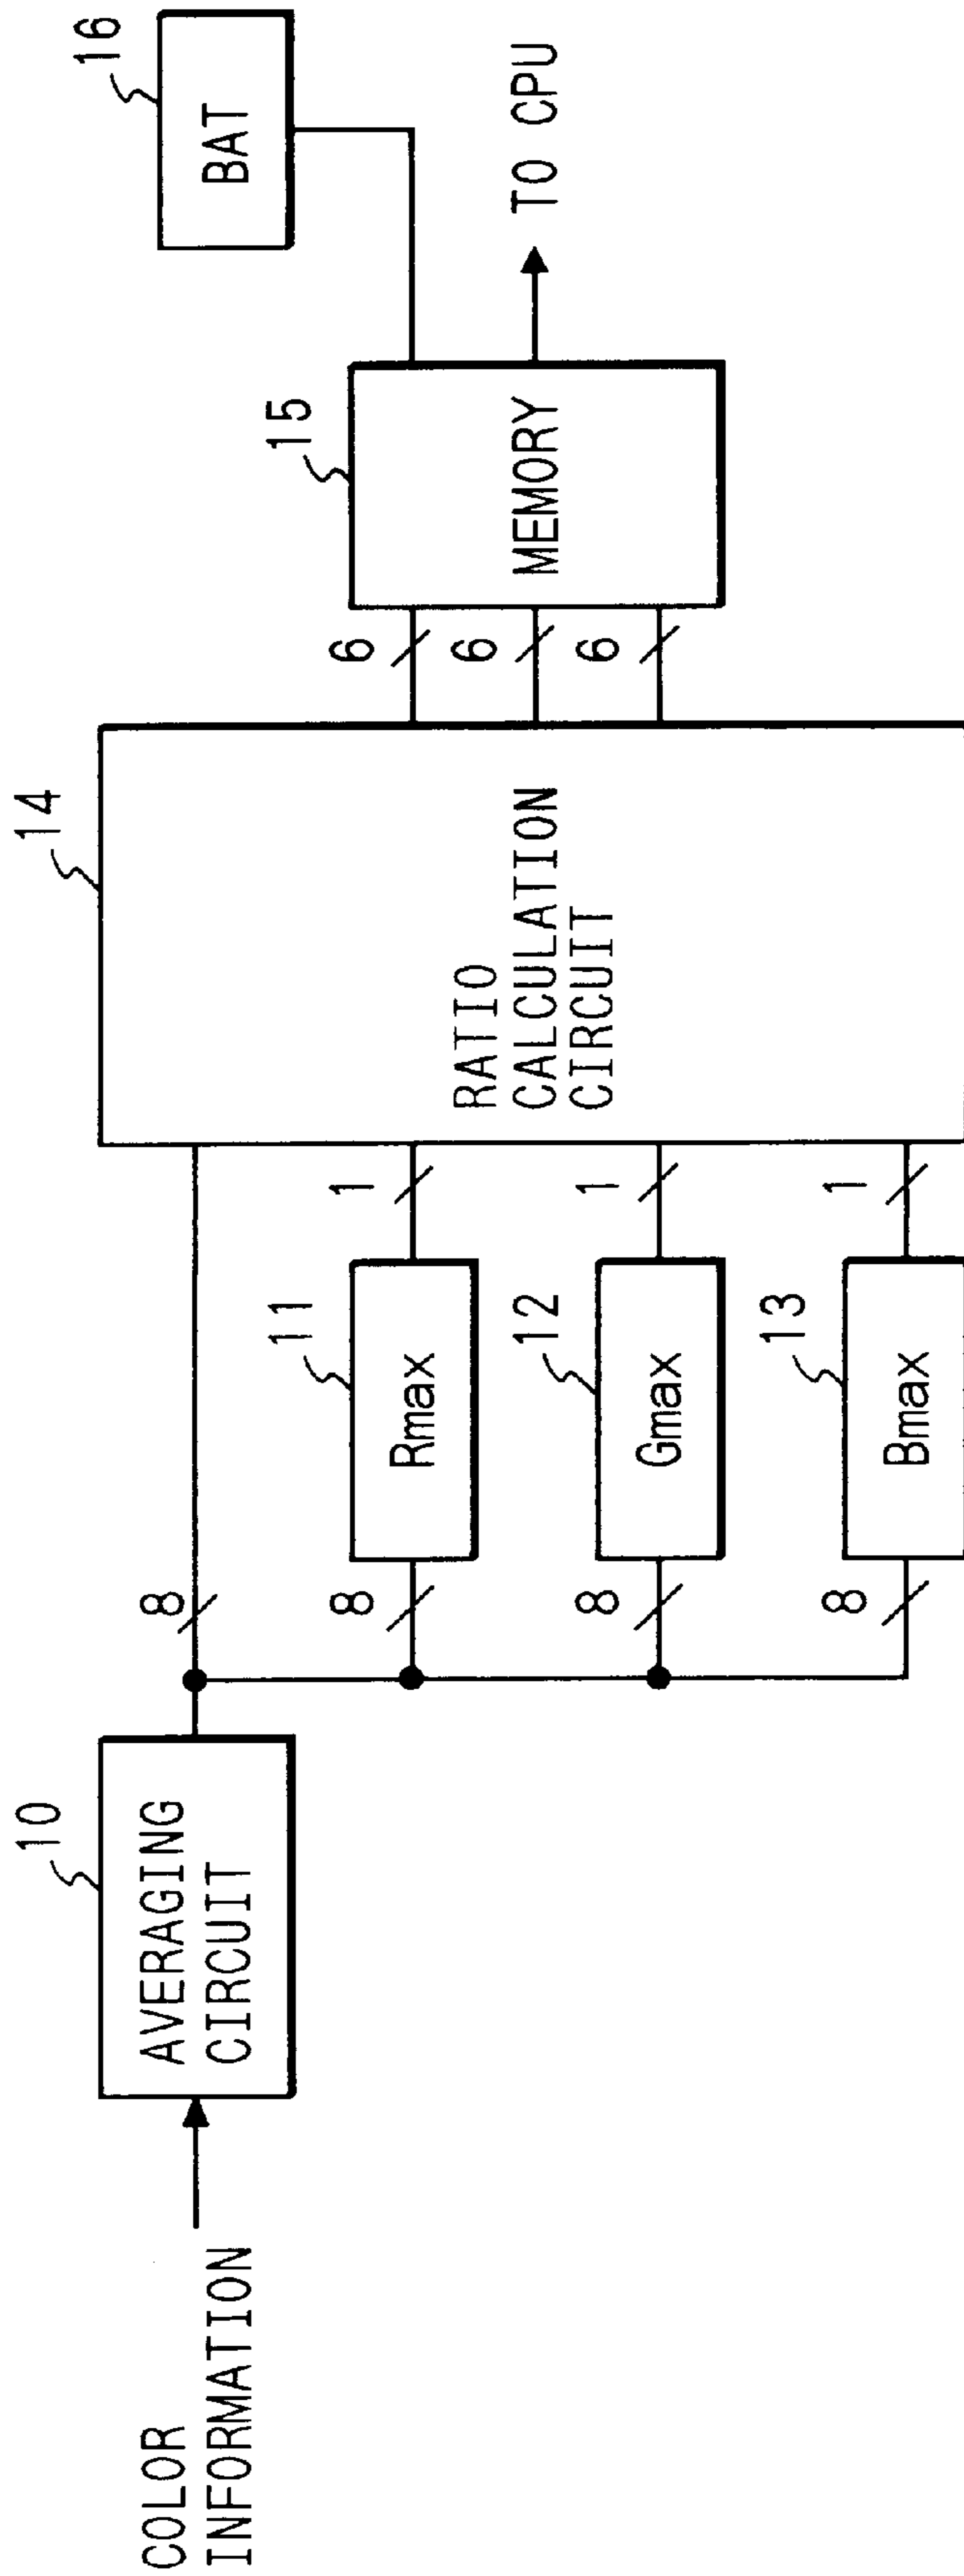 COLOR
INFORMATION
10
AVERAGING
CIRCUIT
8
8
8
8
11
Rmax
12
Gmax
13
Bmax
1
1
1
14
RATIO
CALCULATION
CIRCUIT
6
6
6
15
MEMORY
16
BAT
TO CPU